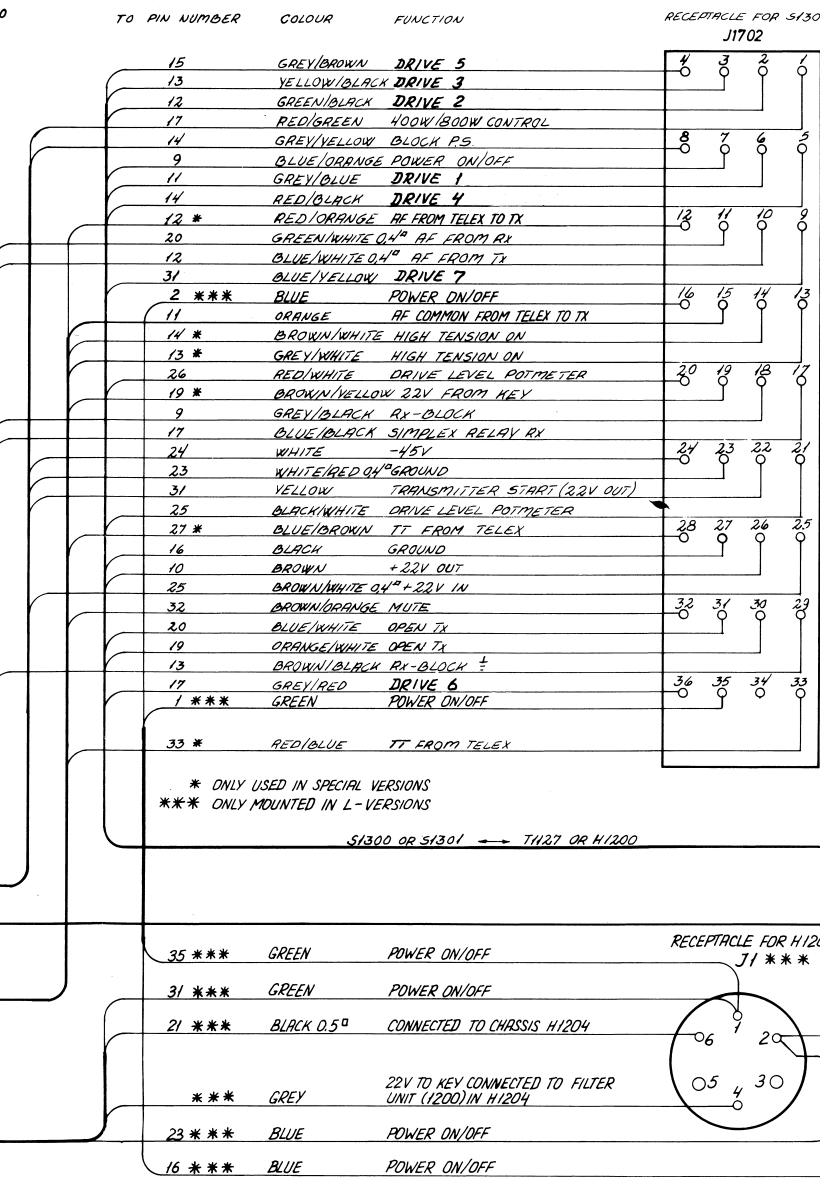 TO PIN NUMBER COLOUR FUNCTION RECEPTACLE FOR S130
J1702
15 GREY/BROWN DRIVE 5
13 YELLOW/BLACK DRIVE 3
12 GREEN/BLACK DRIVE 2
17 RED/GREEN 400W/800W CONTROL
14 GREY/YELLOW BLOCK P.S.
9 BLUE/ORANGE POWER ON/OFF
11 GREY/BLUE DRIVE 1
14 RED/BLACK DRIVE 4
12 * RED/ORANGE AF FROM TELEX TO TX
20 GREEN/WHITE 0,4¤ AF FROM RX
12 BLUE/WHITE 0,4¤ AF FROM TX
31 BLUE/YELLOW DRIVE 7
2 *** BLUE POWER ON/OFF
11 ORANGE AF COMMON FROM TELEX TO TX
14 * BROWN/WHITE HIGH TENSION ON
13 * GREY/WHITE HIGH TENSION ON
26 RED/WHITE DRIVE LEVEL POTMETER
19 * BROWN/YELLOW 22V FROM KEY
9 GREY/BLACK RX-BLOCK
17 BLUE/BLACK SIMPLEX RELAY RX
24 WHITE -45V
23 WHITE/RED 0,4¤ GROUND
31 YELLOW TRANSMITTER START (22V OUT)
25 BLACK/WHITE DRIVE LEVEL POTMETER
27 * BLUE/BROWN TT FROM TELEX
16 BLACK GROUND
10 BROWN +22V OUT
25 BROWN/WHITE 0,4¤ +22V IN
32 BROWN/ORANGE MUTE
20 BLUE/WHITE OPEN TX
19 ORANGE/WHITE OPEN TX
13 BROWN/BLACK RX-BLOCK
17 GREY/RED DRIVE 6
1 *** GREEN POWER ON/OFF
33 * RED/BLUE TT FROM TELEX
4 3 2 1
8 7 6 5
12 11 10 9
16 15 14 13
20 19 18 17
24 23 22 21
28 27 26 25
32 31 30 29
36 35 34 33
* ONLY USED IN SPECIAL VERSIONS
*** ONLY MOUNTED IN L-VERSIONS
S1300 OR S1301 ←→ T1127 OR H1200
RECEPTACLE FOR H120
J1 ***
35 *** GREEN POWER ON/OFF
31 *** GREEN POWER ON/OFF
21 *** BLACK 0.5¤ CONNECTED TO CHASSIS H1204
*** GREY 22V TO KEY CONNECTED TO FILTER
UNIT (1200) IN H1204
23 *** BLUE POWER ON/OFF
16 *** BLUE POWER ON/OFF
1
6 2
5 3
4